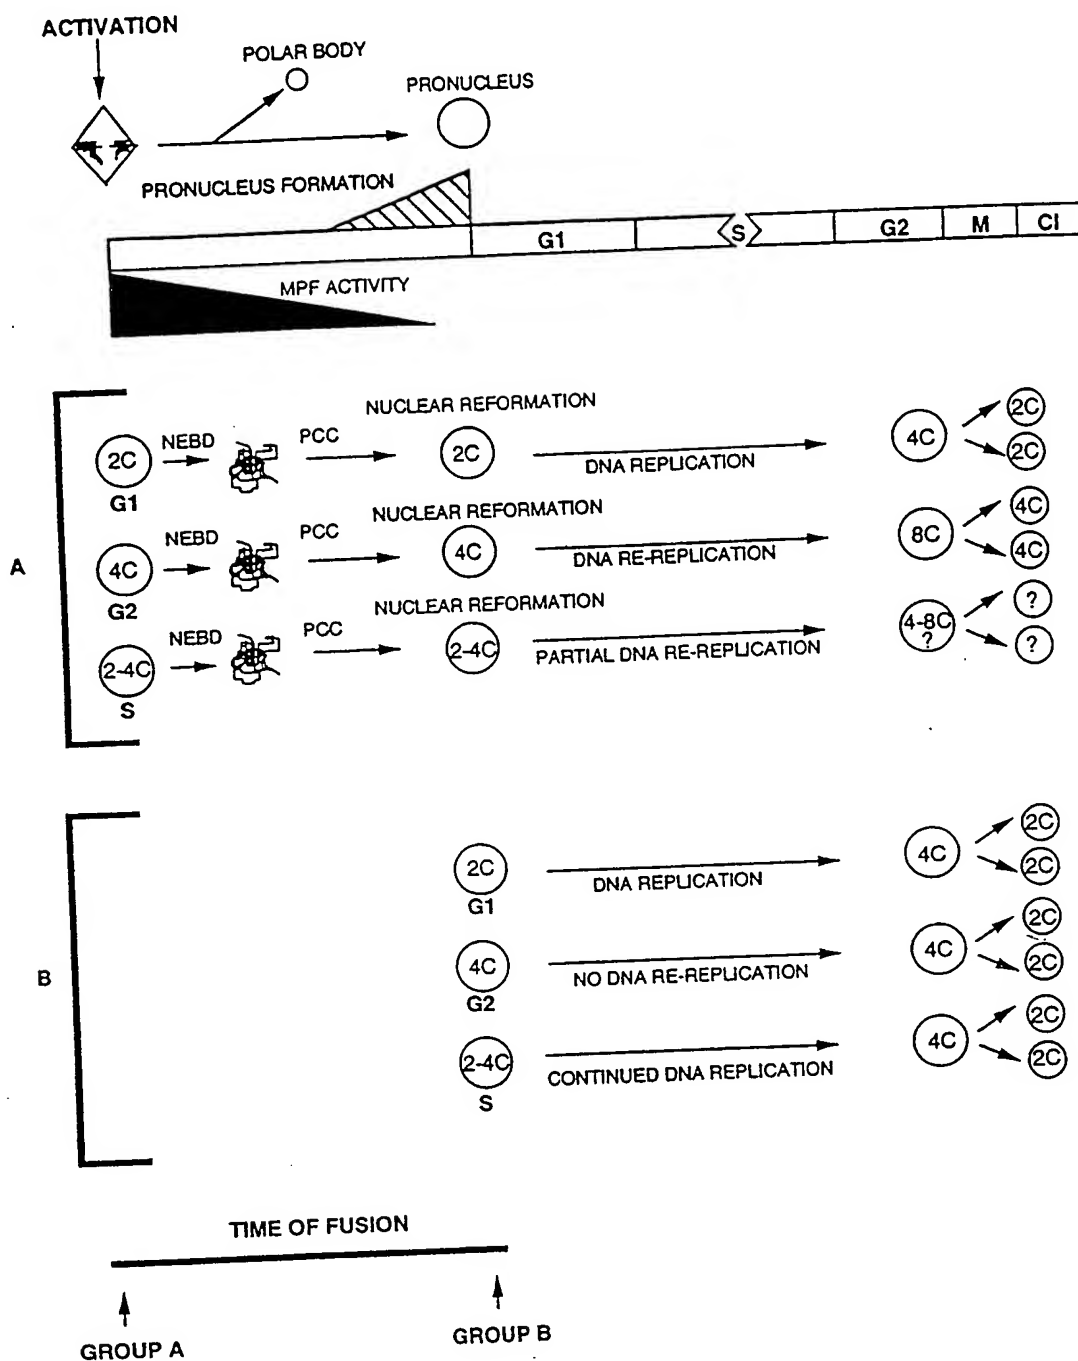 ACTIVATION
POLAR BODY
PRONUCLEUS
PRONUCLEUS FORMATION
G1 S G2 M CI
MPF ACTIVITY
A
NUCLEAR REFORMATION
2C NEBD PCC 2C DNA REPLICATION 4C 2C 2C
G1
NUCLEAR REFORMATION
4C NEBD PCC 4C DNA RE-REPLICATION 8C 4C 4C
G2
NUCLEAR REFORMATION
2-4C NEBD PCC 2-4C PARTIAL DNA RE-REPLICATION 4-8C ? ? ?
S
B
2C DNA REPLICATION 4C 2C 2C
G1
4C NO DNA RE-REPLICATION 4C 2C 2C
G2
2-4C CONTINUED DNA REPLICATION 4C 2C 2C
S
TIME OF FUSION
GROUP A GROUP B